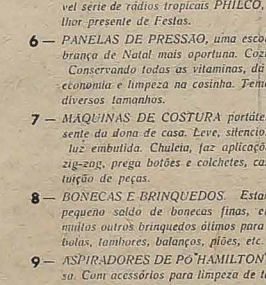 vel série de rádios tropicais PHILCO,
lhor presente de Festas.
6 — PANELAS DE PRESSÃO, uma esco
brança de Natal mais oportuna. Coz
Conservando todas as vitaminas, dá
economia e limpeza na cosinha. Tem
diversos tamanhos.
7 — MÁQUINAS DE COSTURA portáte
sente da dona de casa. Leve, silencio
luz embutida. Chuleia, faz aplicaçõ
zig-zag, prega botões e colchetes, ca
tuição de peças.
8 — BONECAS E BRINQUEDOS. Esta
pequeno saldo de bonecas finas, e
muitos outros brinquedos ótimos para
bolas, tambores, balanços, piões, etc.
9 — ASPIRADORES DE PÓ HAMILTON
sa. Com acessórios para limpeza de t